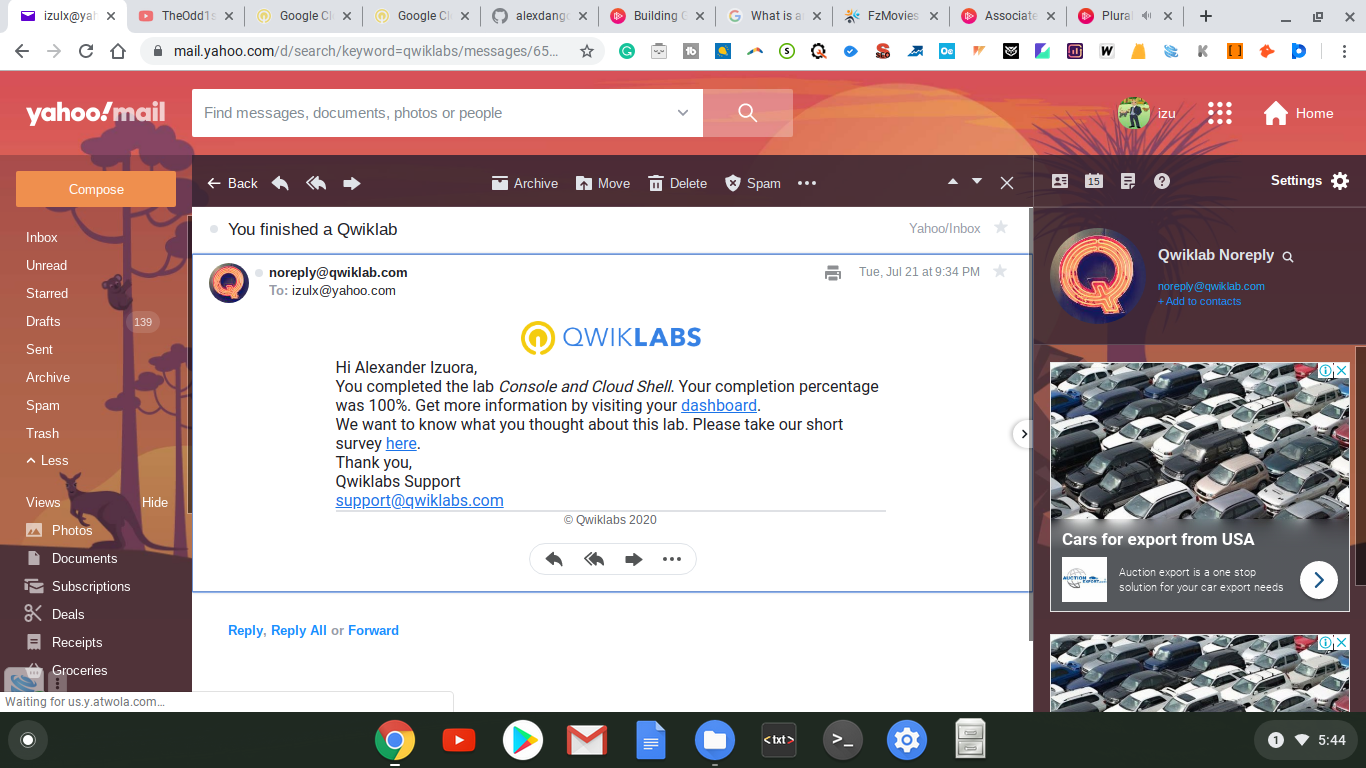 izulx@yah
TheOdd1s
Google Cl
Google Cl
alexdang
Building G
What is a
FzMovies
Associate
Plural
mail.yahoo.com/d/search/keyword=qwiklabs/messages/65…
yahoo!mail
Find messages, documents, photos or people
izu
Home
Compose
Back
Archive
Move
Delete
Spam
15
Settings
Inbox
Unread
Starred
Drafts
139
Sent
Archive
Spam
Trash
Less
Views
Hide
Photos
Documents
Subscriptions
Deals
Receipts
Groceries
You finished a Qwiklab
Yahoo/Inbox
noreply@qwiklab.com
Tue, Jul 21 at 9:34 PM
To: izulx@yahoo.com
QWIKLABS
Hi Alexander Izuora,
You completed the lab Console and Cloud Shell. Your completion percentage
was 100%. Get more information by visiting your dashboard.
We want to know what you thought about this lab. Please take our short
survey here.
Thank you,
Qwiklabs Support
support@qwiklabs.com
© Qwiklabs 2020
Reply, Reply All or Forward
Qwiklab Noreply
noreply@qwiklab.com
+ Add to contacts
Cars for export from USA
AUCTION
EXPORT
Auction export is a one stop
solution for your car export needs
Waiting for us.y.atwola.com…
<txt>
>_
1
5:44